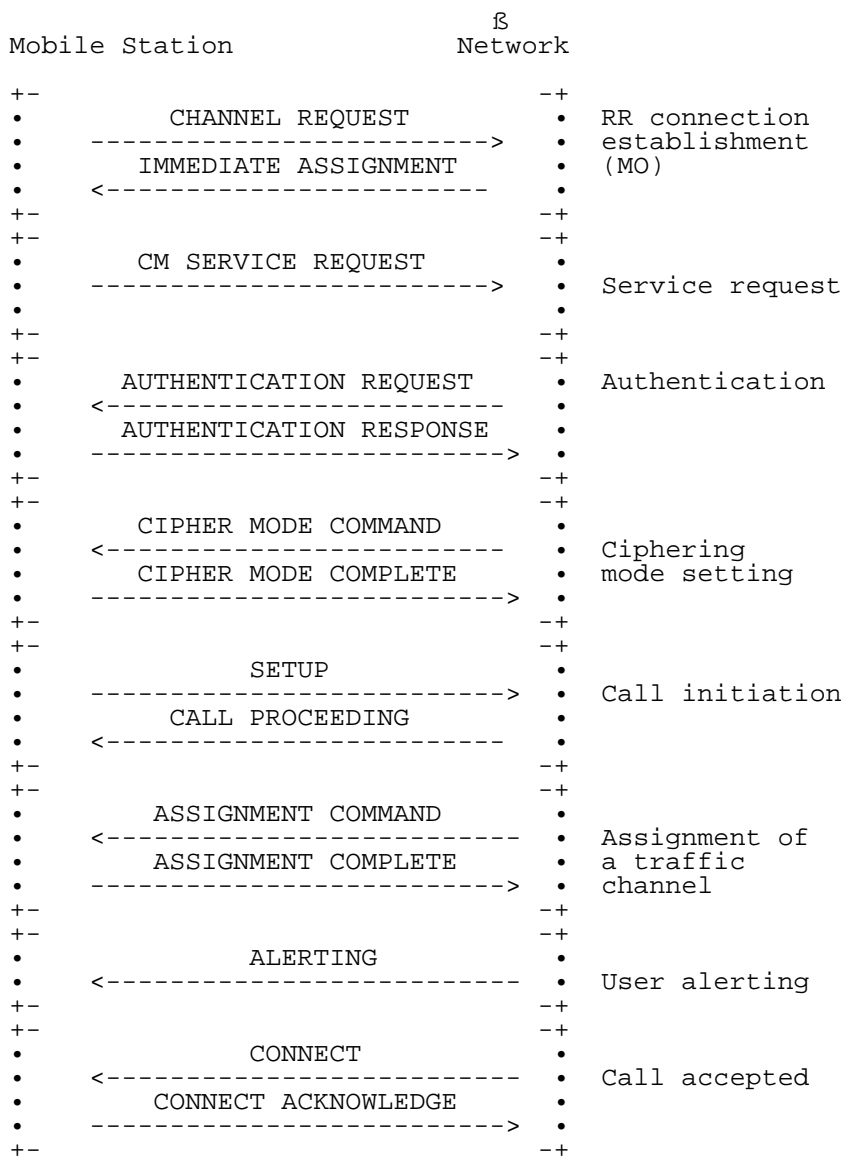 ß
Mobile Station Network
+- -+
• CHANNEL REQUEST • RR connection
• -------------------------> • establishment
• IMMEDIATE ASSIGNMENT • (MO)
• <------------------------ •
+- -+
+- -+
• CM SERVICE REQUEST •
• -------------------------> • Service request
• •
+- -+
+- -+
• AUTHENTICATION REQUEST • Authentication
• <------------------------- •
• AUTHENTICATION RESPONSE •
• --------------------------> •
+- -+
+- -+
• CIPHER MODE COMMAND •
• <------------------------- • Ciphering
• CIPHER MODE COMPLETE • mode setting
• --------------------------> •
+- -+
+- -+
• SETUP •
• --------------------------> • Call initiation
• CALL PROCEEDING •
• <------------------------- •
+- -+
+- -+
• ASSIGNMENT COMMAND •
• <-------------------------- • Assignment of
• ASSIGNMENT COMPLETE • a traffic
• --------------------------> • channel
+- -+
+- -+
• ALERTING •
• <-------------------------- • User alerting
+- -+
+- -+
• CONNECT •
• <-------------------------- • Call accepted
• CONNECT ACKNOWLEDGE •
• --------------------------> •
+- -+